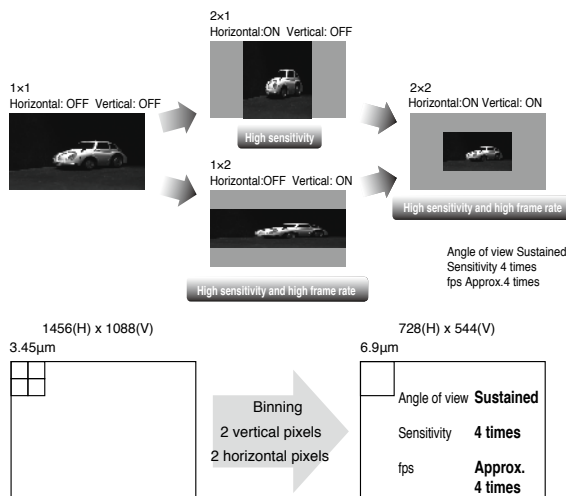 2×1
Horizontal:ON Vertical: OFF
1×1
Horizontal: OFF Vertical: OFF
High sensitivity
2×2
Horizontal:ON Vertical: ON
1×2
Horizontal:OFF Vertical: ON
High sensitivity and high frame rate
High sensitivity and high frame rate
Angle of view Sustained
Sensitivity 4 times
fps Approx.4 times
1456(H) x 1088(V)
3.45µm
Binning
2 vertical pixels
2 horizontal pixels
728(H) x 544(V)
6.9µm
Angle of view Sustained
Sensitivity 4 times
fps Approx.
4 times